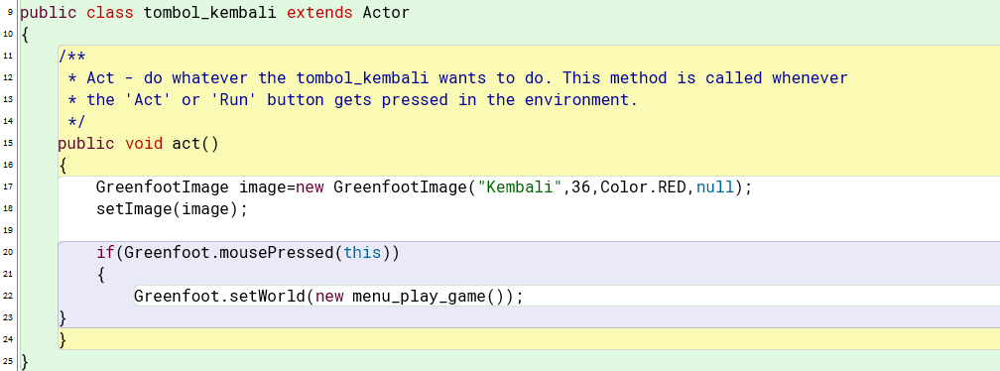 9 public class tombol_kembali extends Actor
10 {
11 /**
12 * Act - do whatever the tombol_kembali wants to do. This method is called whenever
13 * the 'Act' or 'Run' button gets pressed in the environment.
14 */
15 public void act()
16 {
17 GreenfootImage image=new GreenfootImage("Kembali",36,Color.RED,null);
18 setImage(image);
19
20 if(Greenfoot.mousePressed(this))
21 {
22 Greenfoot.setWorld(new menu_play_game());
23 }
24 }
25 }